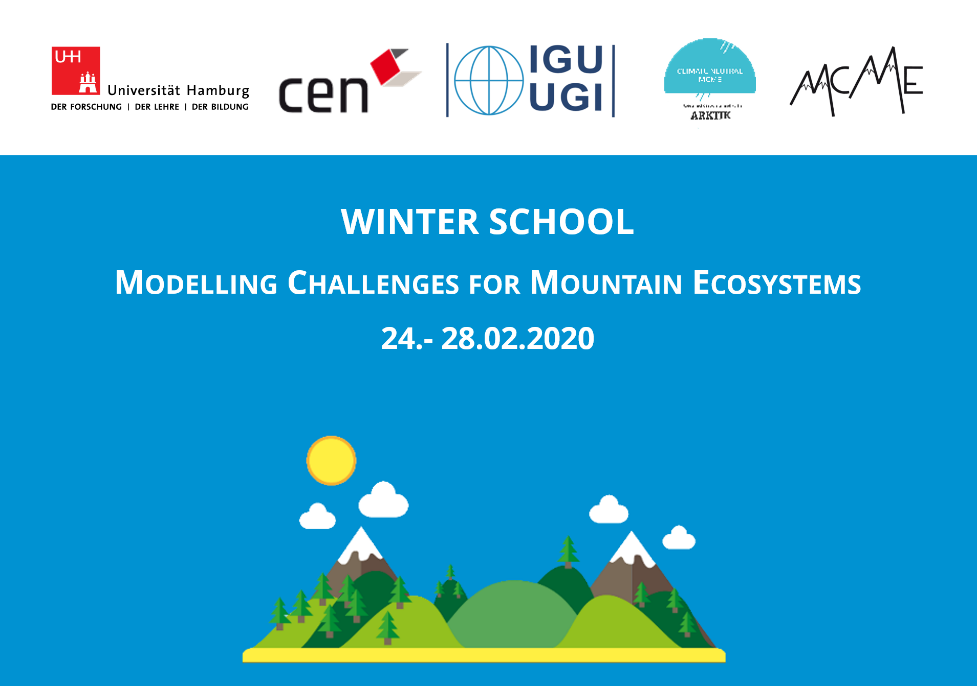 UHH
Universität Hamburg
DER FORSCHUNG | DER LEHRE | DER BILDUNG
cen
IGU
UGI
CLIMATE NEUTRAL
MCME
ARKTIK
MCME
WINTER SCHOOL
MODELLING CHALLENGES FOR MOUNTAIN ECOSYSTEMS
24.- 28.02.2020